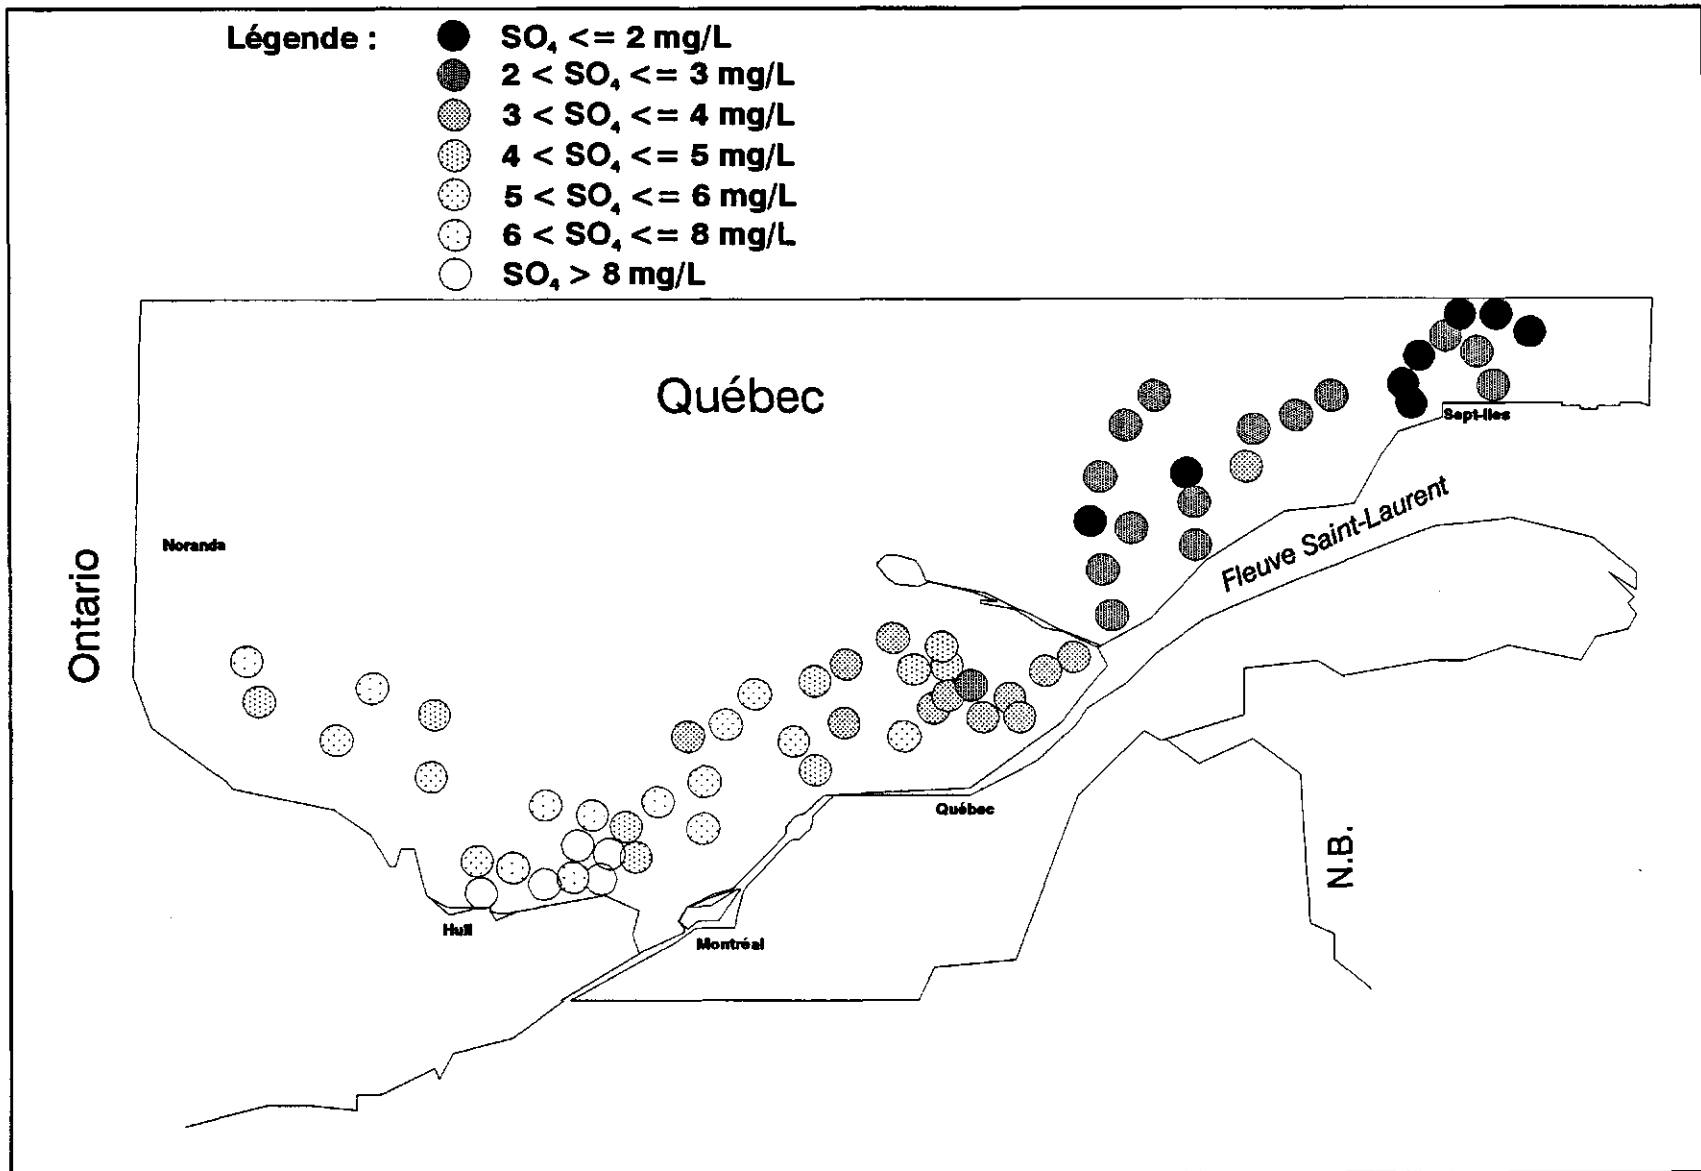 Légende :
SO₄ <= 2 mg/L
2 < SO₄ <= 3 mg/L
3 < SO₄ <= 4 mg/L
4 < SO₄ <= 5 mg/L
5 < SO₄ <= 6 mg/L
6 < SO₄ <= 8 mg/L
SO₄ > 8 mg/L
Québec
Sept-Iles
Fleuve Saint-Laurent
Noranda
Ontario
Québec
N.B.
Hull
Montréal